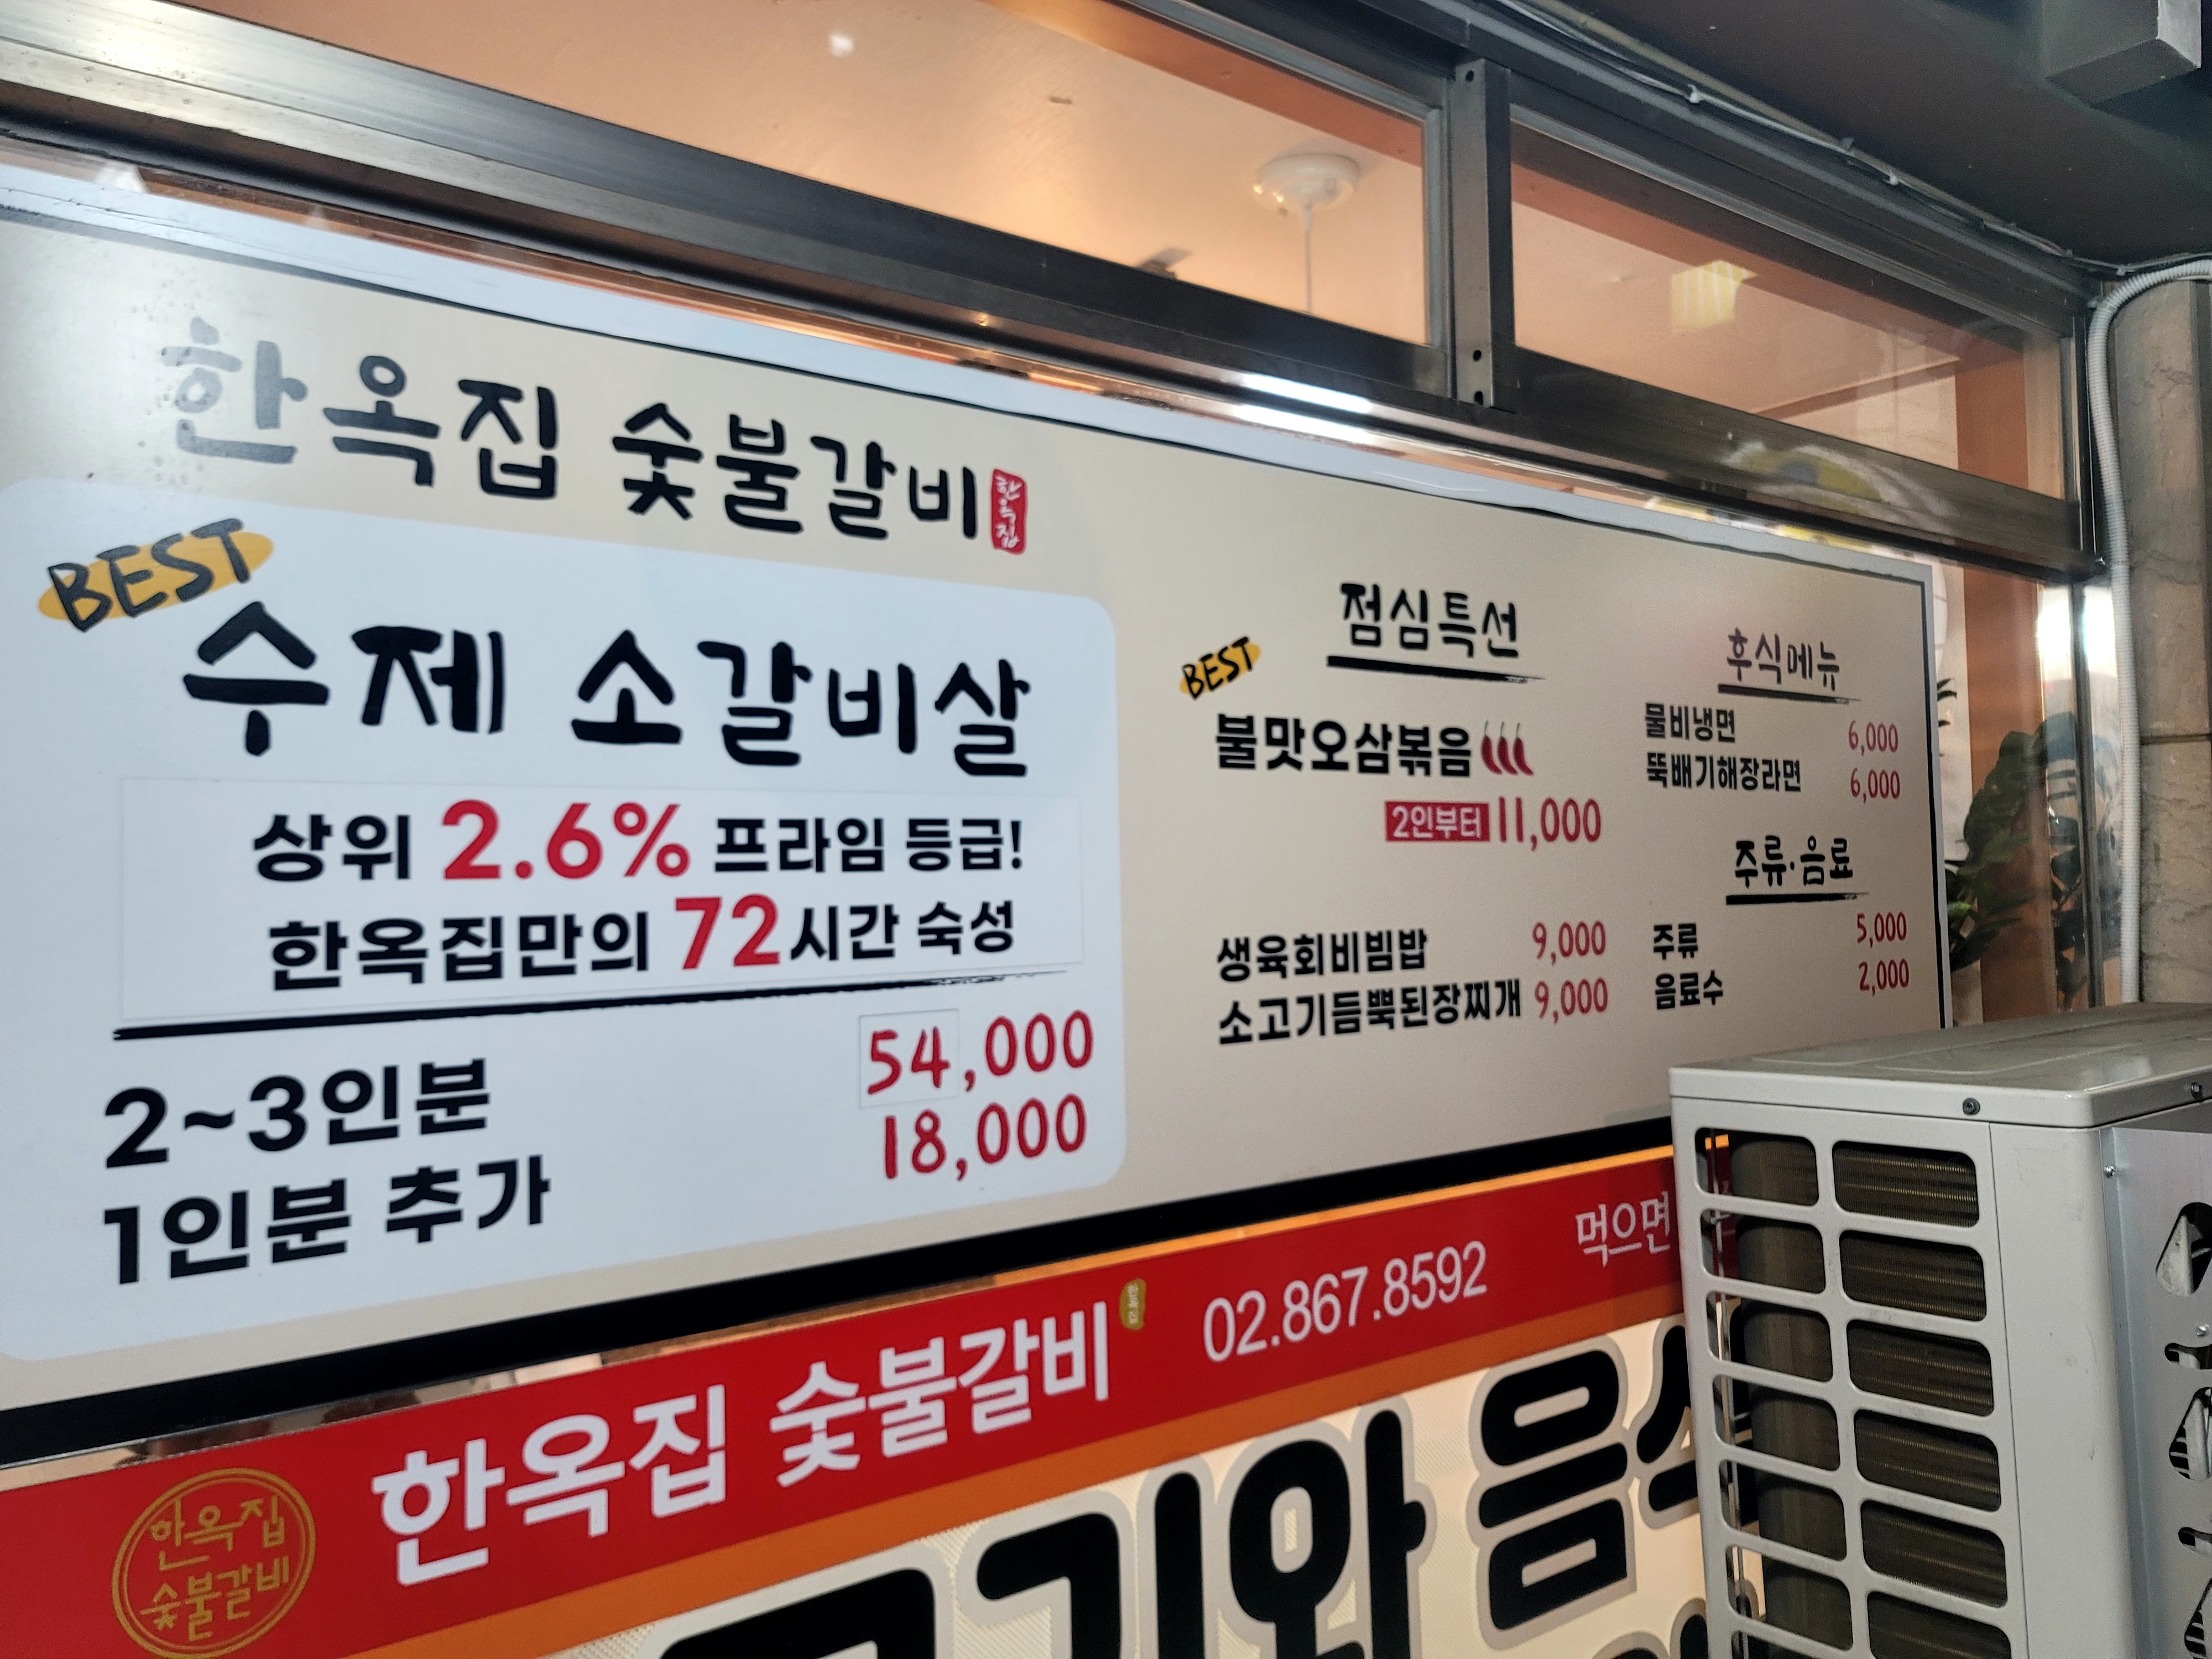 한옥집 숯불갈비
한옥집
BEST
수제 소갈비살
상위 2.6% 프라임 등급!
한옥집만의 72시간 숙성
2~3인분 54,000
1인분 추가 18,000
점심특선
BEST
불맛오삼볶음
2인부터 11,000
생육회비빔밥 9,000
소고기듬뿍된장찌개 9,000
후식메뉴
물비냉면 6,000
뚝배기해장라면 6,000
주류·음료
주류 5,000
음료수 2,000
한옥집 숯불갈비 02.867.8592 먹으면
한옥집
숯불갈비
고기와 음식